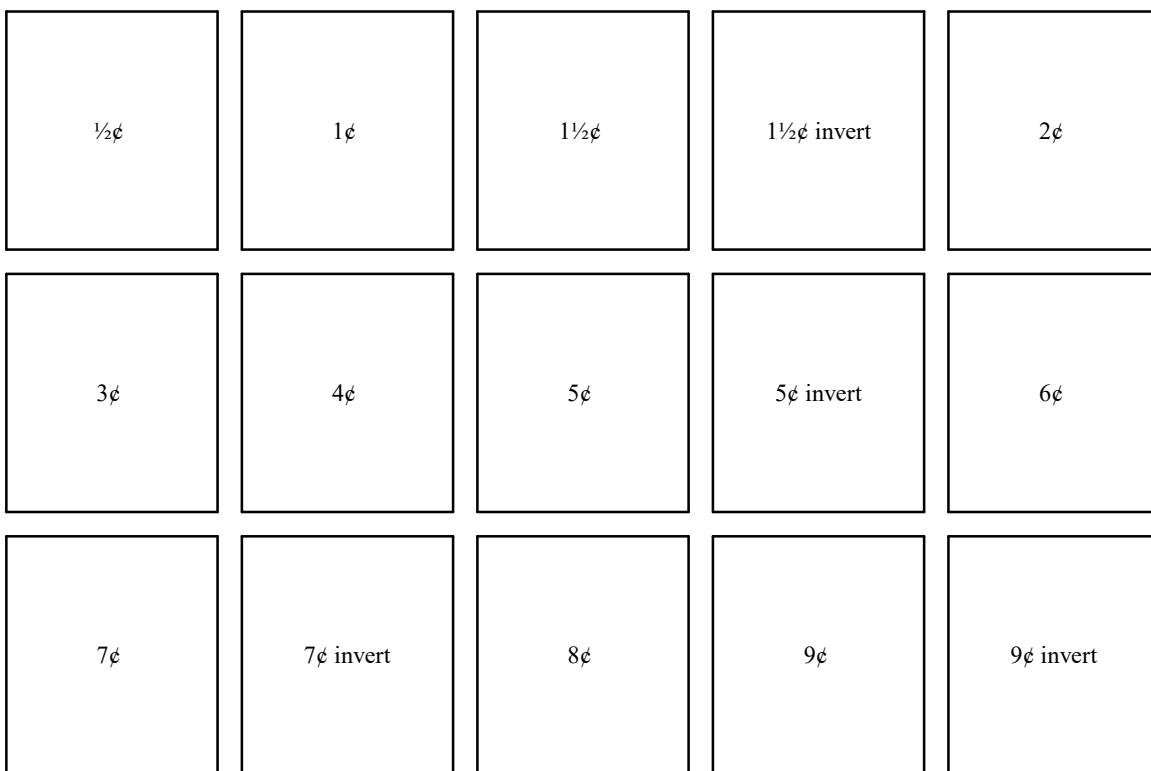 ½¢ 1¢ 1½¢ 1½¢ invert 2¢
3¢ 4¢ 5¢ 5¢ invert 6¢
7¢ 7¢ invert 8¢ 9¢ 9¢ invert